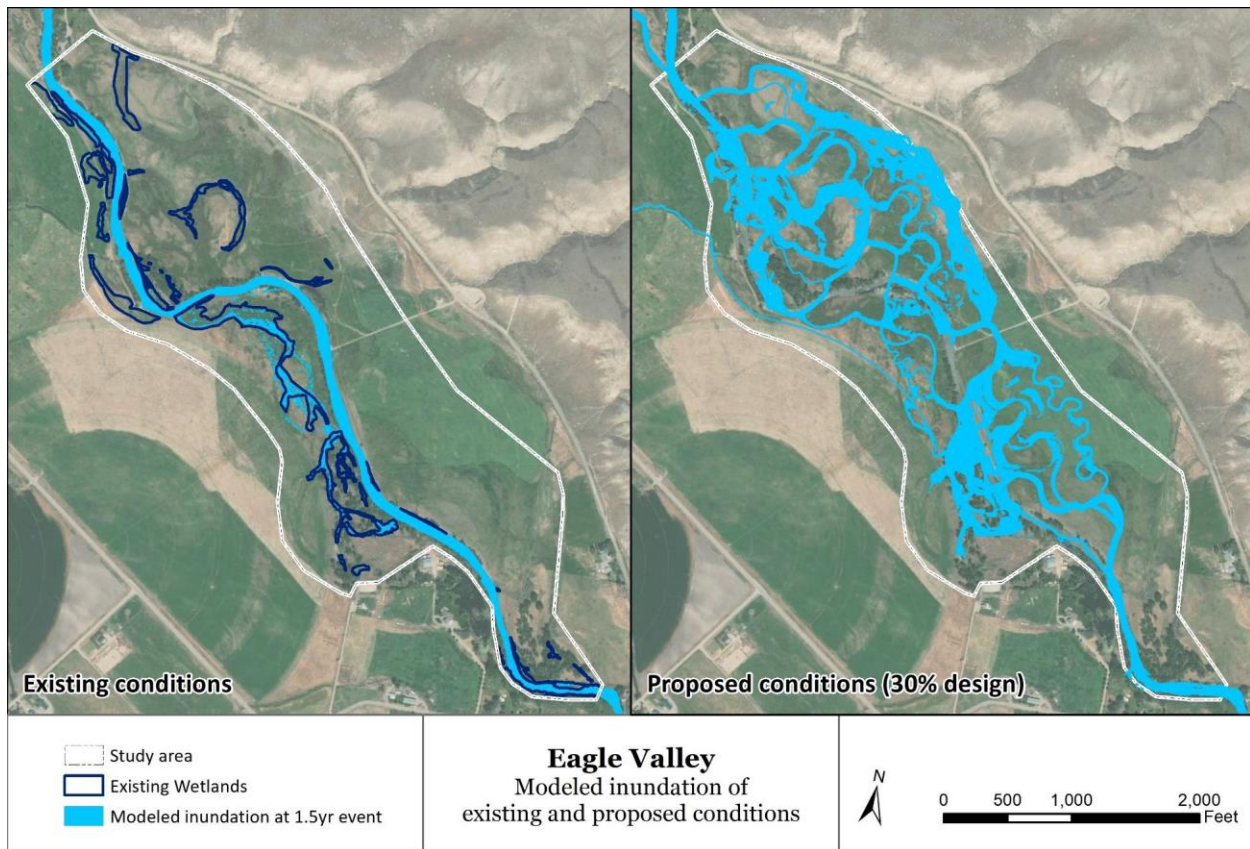 Existing conditions
Proposed conditions (30% design)
Study area
Existing Wetlands
Modeled inundation at 1.5yr event
Eagle Valley
Modeled inundation of
existing and proposed conditions
N
0 500 1,000 2,000
Feet